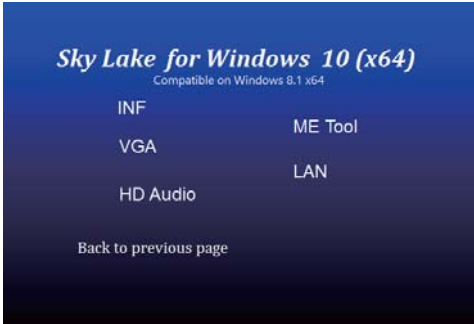 Sky Lake for Windows 10 (x64)
Compatible on Windows 8.1 x64
INF
VGA
HD Audio
ME Tool
LAN
Back to previous page